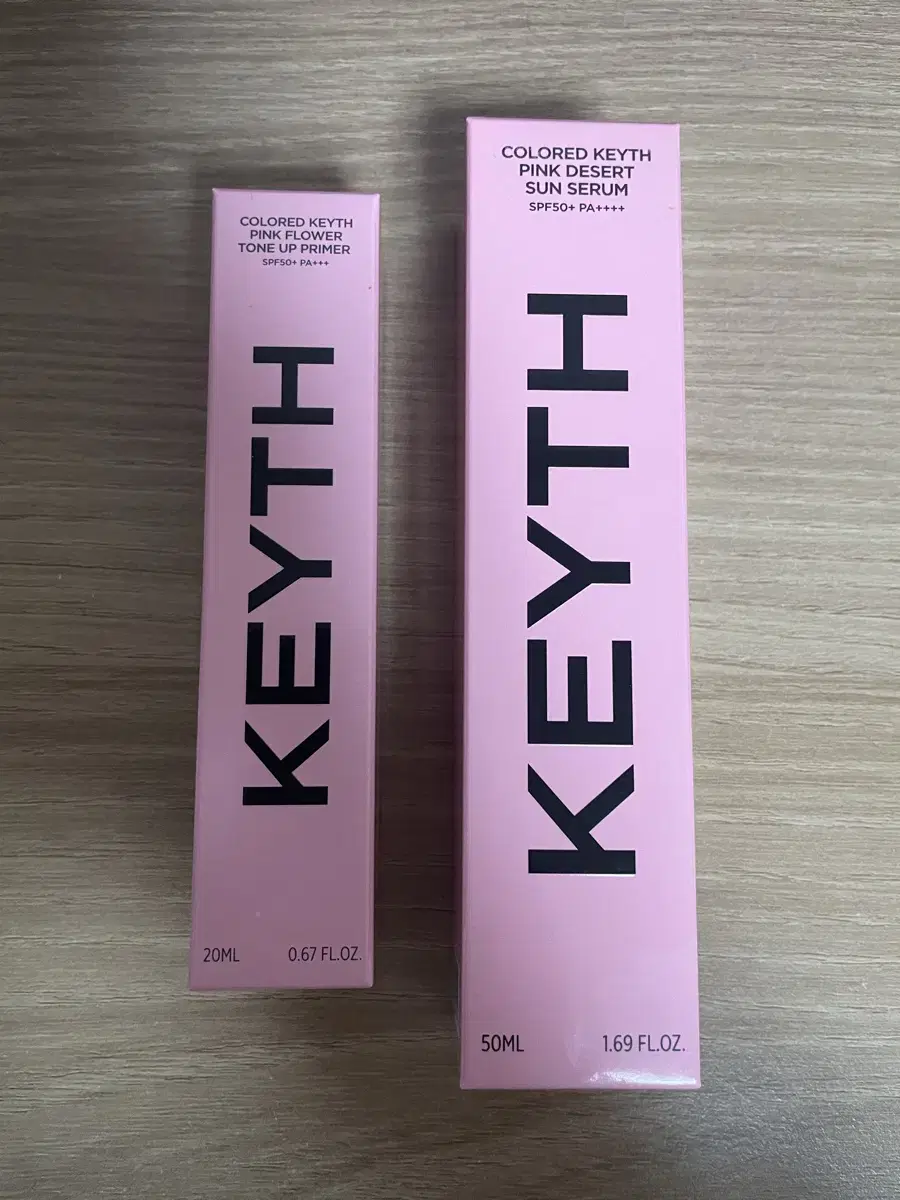 COLORED KEYTH
PINK FLOWER
TONE UP PRIMER
SPF50+ PA+++
KEYTH
20ML 0.67 FL.OZ.
COLORED KEYTH
PINK DESERT
SUN SERUM
SPF50+ PA++++
KEYTH
50ML 1.69 FL.OZ.